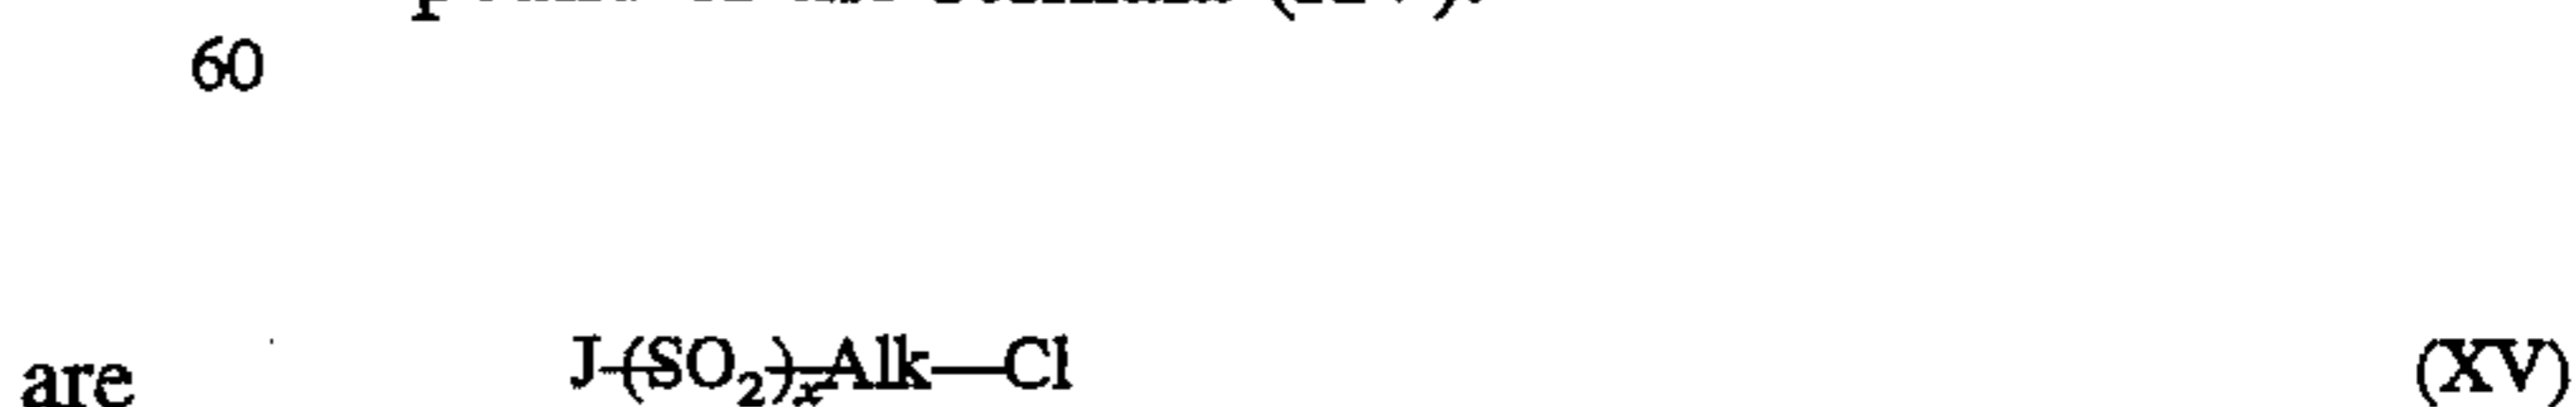 60
are J-(SO₂)ₓ-Alk—Cl (XV)